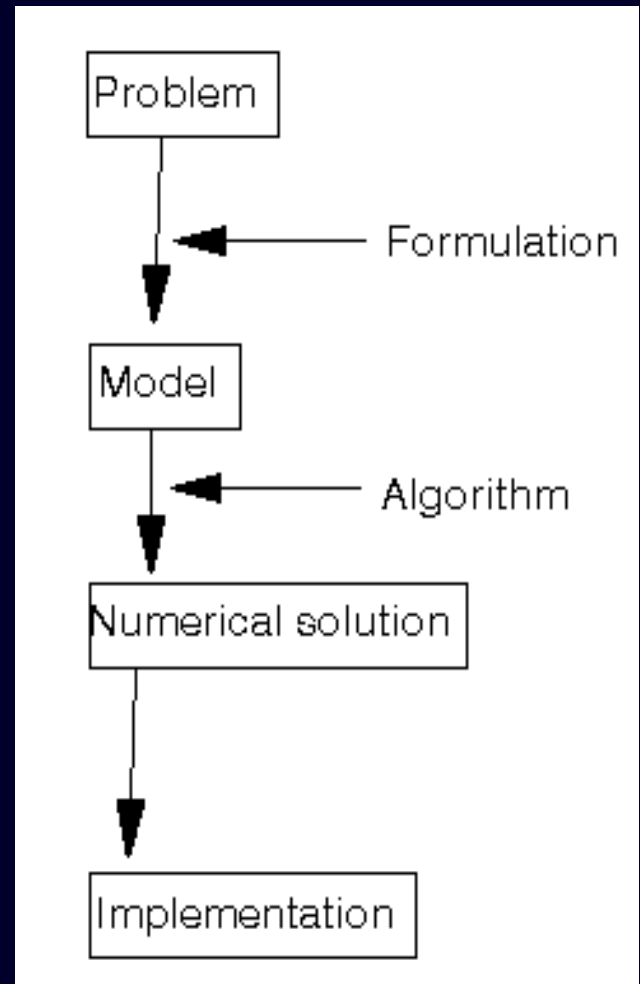 Problem
Formulation
Model
Algorithm
Numerical solution
Implementation